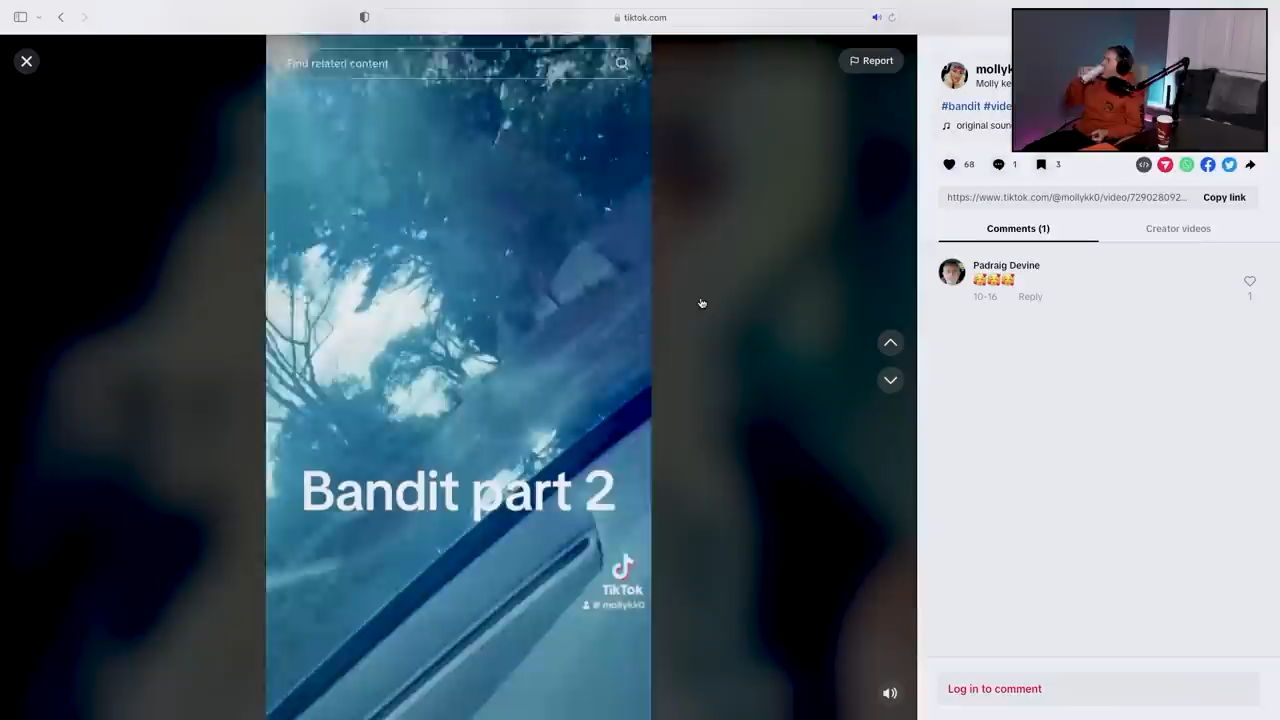 tiktok.com
Find related content
Report
Bandit part 2
TikTok
@ mollykk0
mollyk
Molly ke
#bandit #vide
original soun
68
1
3
https://www.tiktok.com/@mollykk0/video/729028092...
Copy link
Comments (1)
Creator videos
Padraig Devine
10-16
Reply
1
Log in to comment